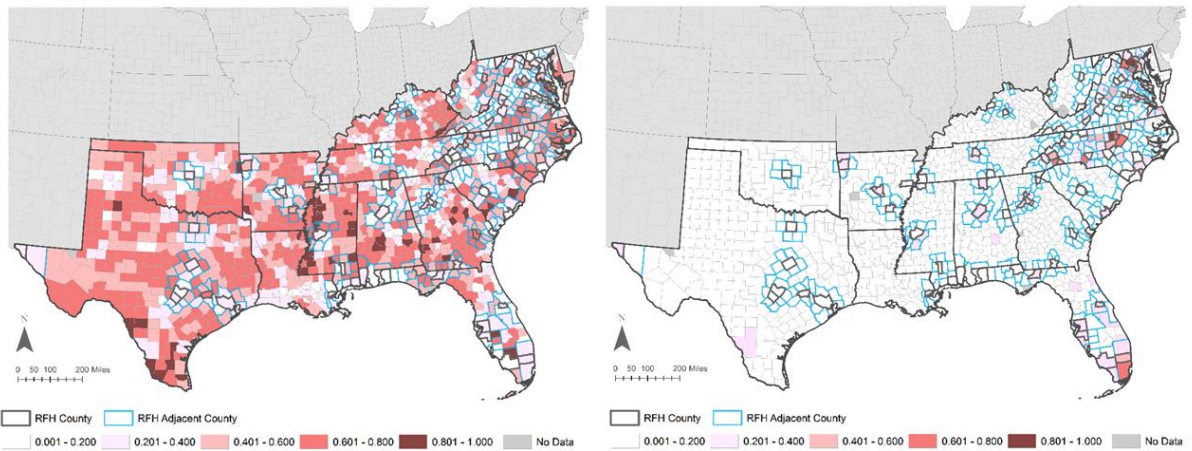 N
0 50 100 200 Miles
RFH County RFH Adjacent County
0.001 - 0.200 0.201 - 0.400 0.401 - 0.600 0.601 - 0.800 0.801 - 1.000 No Data
N
0 50 100 200 Miles
RFH County RFH Adjacent County
0.001 - 0.200 0.201 - 0.400 0.401 - 0.600 0.601 - 0.800 0.801 - 1.000 No Data